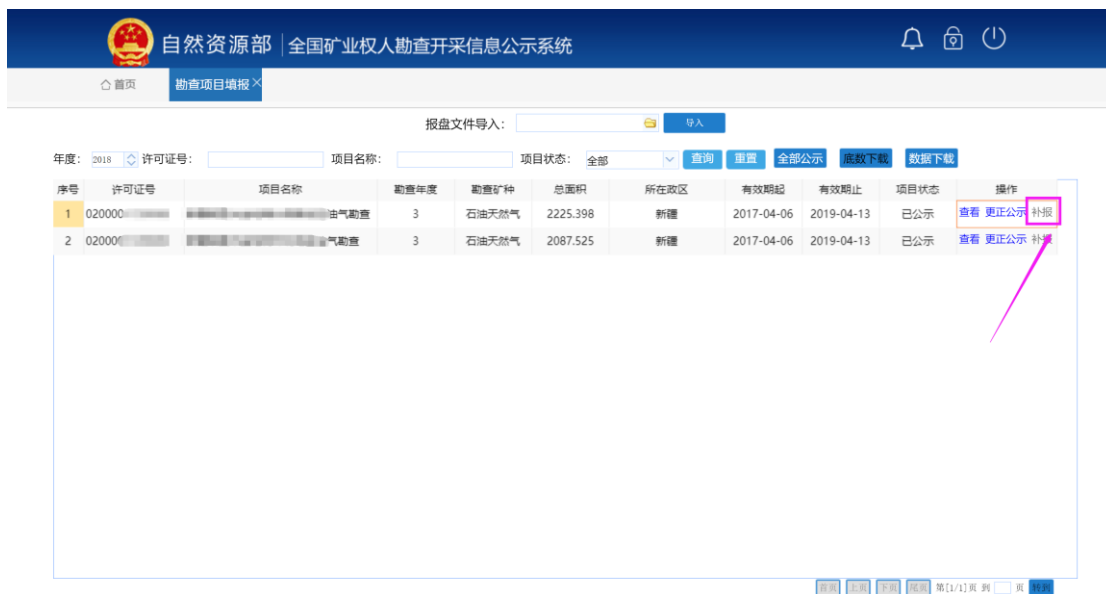 自然资源部 全国矿业权人勘查开采信息公示系统
首页 勘查项目填报
报盘文件导入： 导入
年度： 2018 许可证号： 项目名称： 项目状态： 全部 查询 重置 全部公示 底数下载 数据下载
序号 许可证号 项目名称 勘查年度 勘查矿种 总面积 所在政区 有效期起 有效期止 项目状态 操作
1 020000 油气勘查 3 石油天然气 2225.398 新疆 2017-04-06 2019-04-13 已公示 查看 更正公示 补报
2 02000 气勘查 3 石油天然气 2087.525 新疆 2017-04-06 2019-04-13 已公示 查看 更正公示 补报
首页 上页 下页 尾页 第[1/1]页 到 页 转到